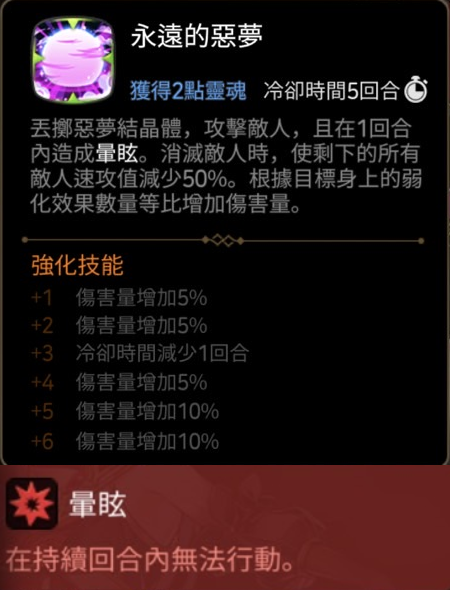 永遠的惡夢
獲得2點靈魂 冷卻時間5回合
丟擲惡夢結晶體，攻擊敵人，且在1回合
內造成暈眩。消滅敵人時，使剩下的所有
敵人速攻值減少50%。根據目標身上的弱
化效果數量等比增加傷害量。
強化技能
+1 傷害量增加5%
+2 傷害量增加5%
+3 冷卻時間減少1回合
+4 傷害量增加5%
+5 傷害量增加10%
+6 傷害量增加10%
暈眩
在持續回合內無法行動。